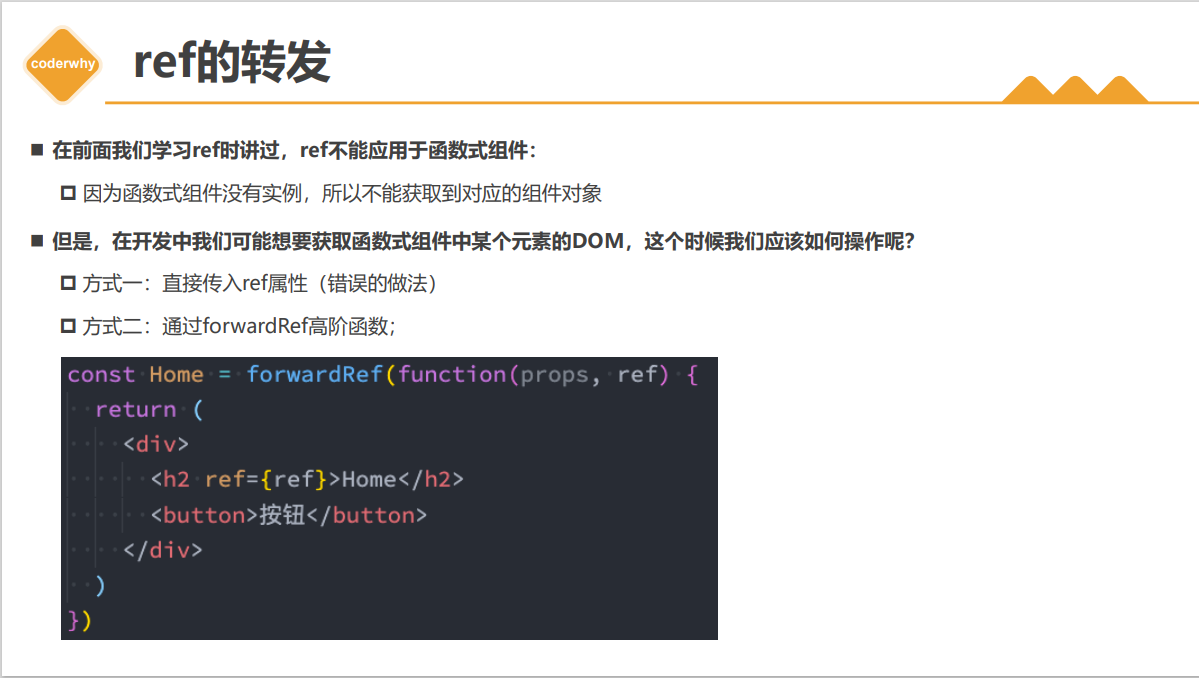 coderwhy
ref的转发
在前面我们学习ref时讲过，ref不能应用于函数式组件：
因为函数式组件没有实例，所以不能获取到对应的组件对象
但是，在开发中我们可能想要获取函数式组件中某个元素的DOM，这个时候我们应该如何操作呢？
方式一：直接传入ref属性（错误的做法）
方式二：通过forwardRef高阶函数；
const Home = forwardRef(function(props, ref) {
  return (
    <div>
      <h2 ref={ref}>Home</h2>
      <button>按钮</button>
    </div>
  )
})